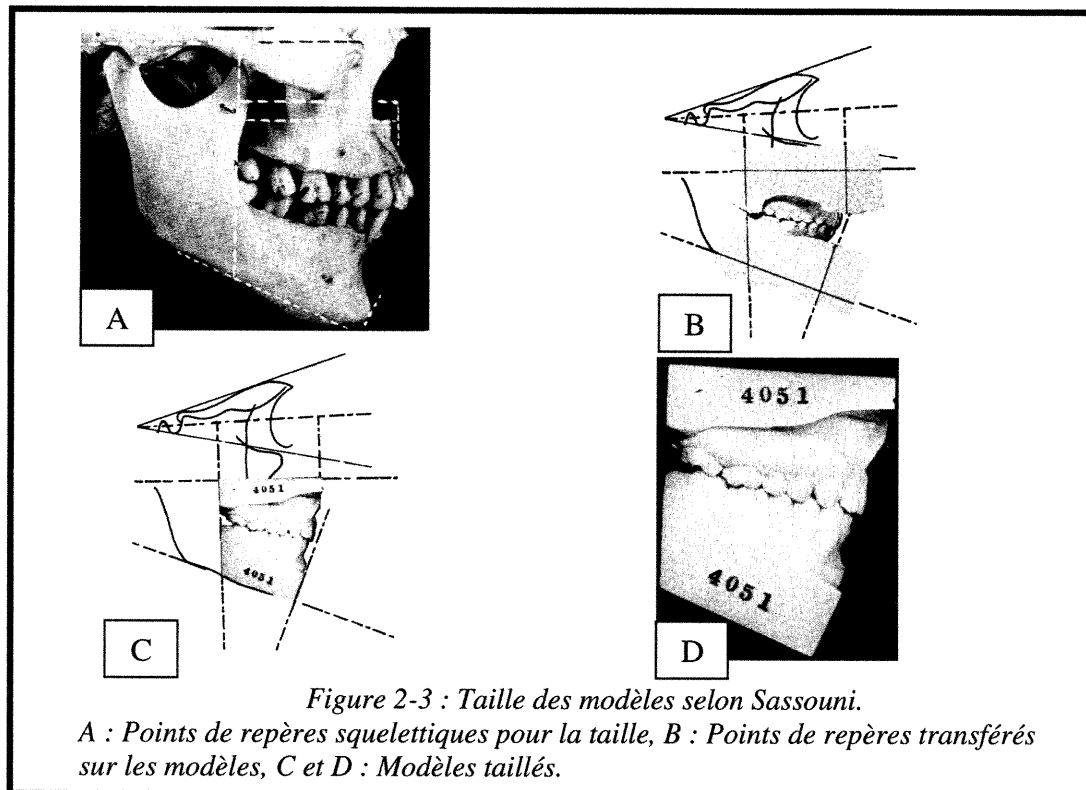 A
B
4051
C
4051
4051
D
4051
4051
Figure 2-3 : Taille des modèles selon Sassouni.
A : Points de repères squelettiques pour la taille, B : Points de repères transférés
sur les modèles, C et D : Modèles taillés.